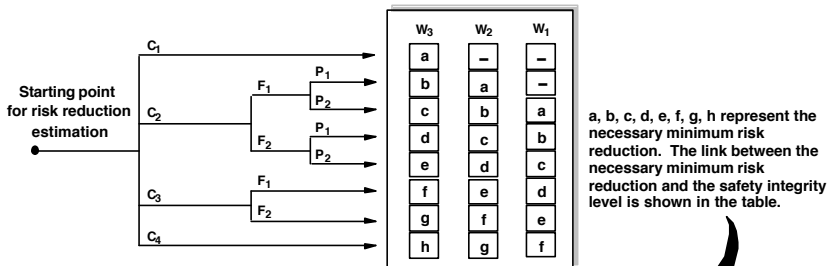 W3 W2 W1
C1 a – –
P1 b a –
F1
Starting point
for risk reduction
estimation
C2
P2 c b a
P1 d c b
F2
P2 e d c
F1 f e d
C3
F2 g f e
C4 h g f
a, b, c, d, e, f, g, h represent the
necessary minimum risk
reduction. The link between the
necessary minimum risk
reduction and the safety integrity
level is shown in the table.